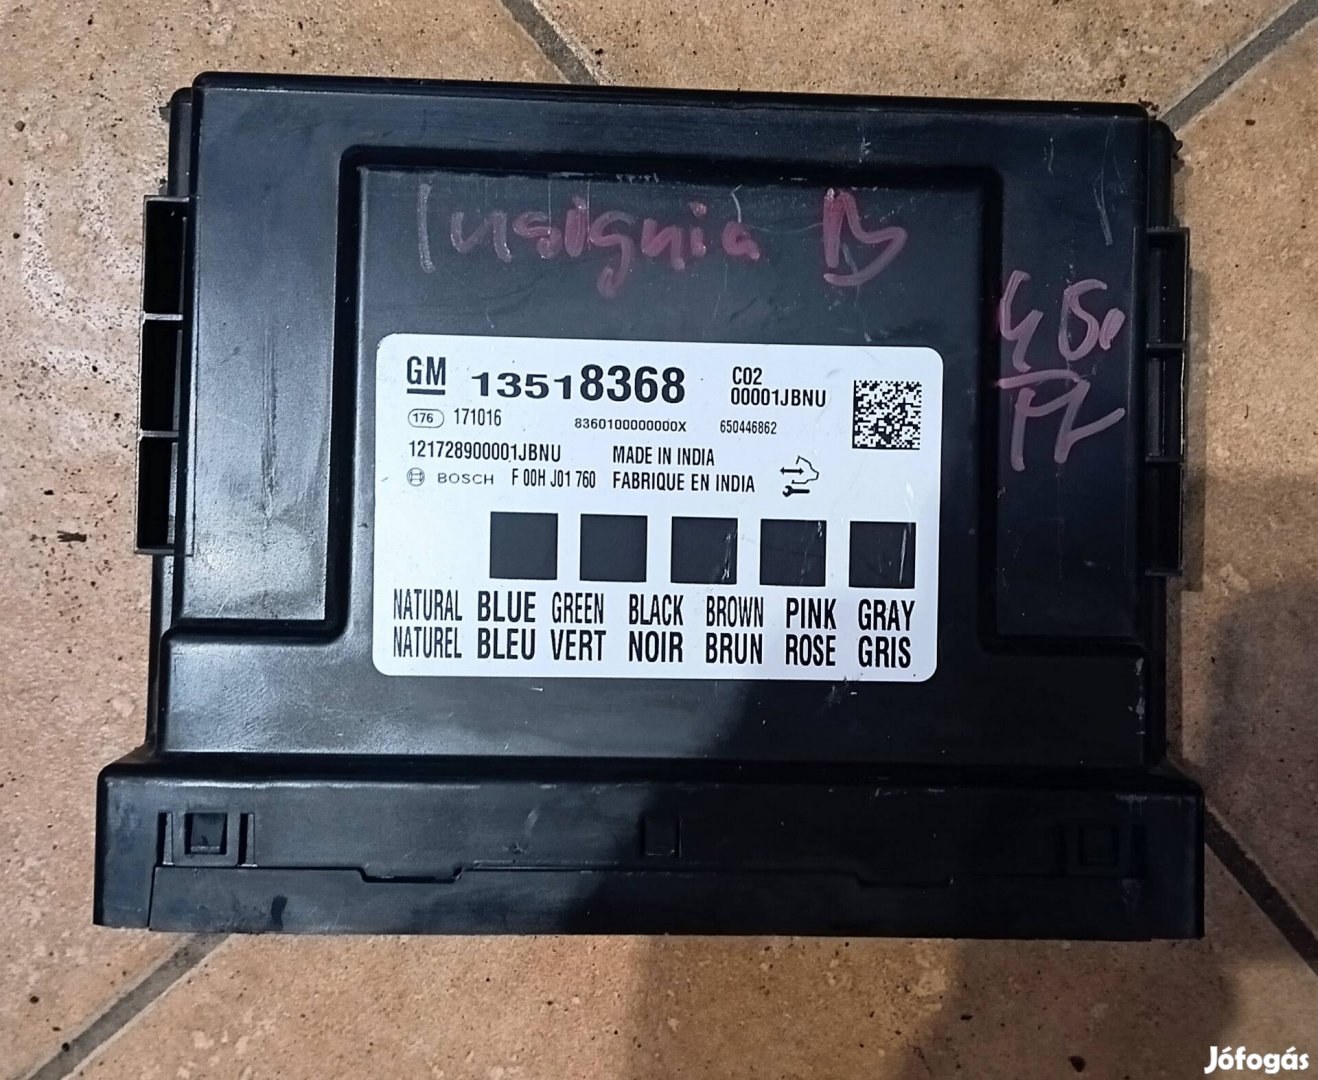 Insignia B
GM 13518368 C02
00001JBNU
176 171016 8360100000000X 650446862
121728900001JBNU MADE IN INDIA
BOSCH F 00H J01 760 FABRIQUE EN INDIA
NATURAL BLUE GREEN BLACK BROWN PINK GRAY
NATUREL BLEU VERT NOIR BRUN ROSE GRIS
Jófogás